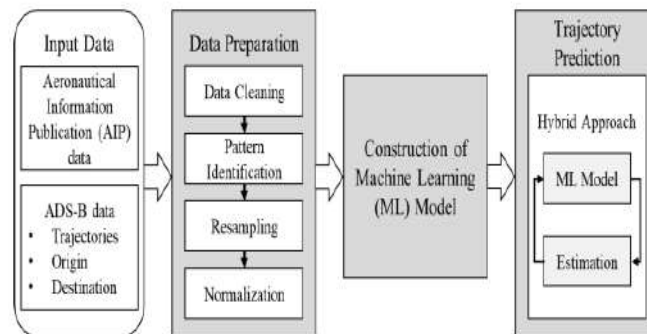 Input Data
Aeronautical
Information
Publication (AIP)
data
ADS-B data
• Trajectories
• Origin
• Destination
Data Preparation
Data Cleaning
Pattern
Identification
Resampling
Normalization
Construction of
Machine Learning
(ML) Model
Trajectory
Prediction
Hybrid Approach
ML Model
Estimation